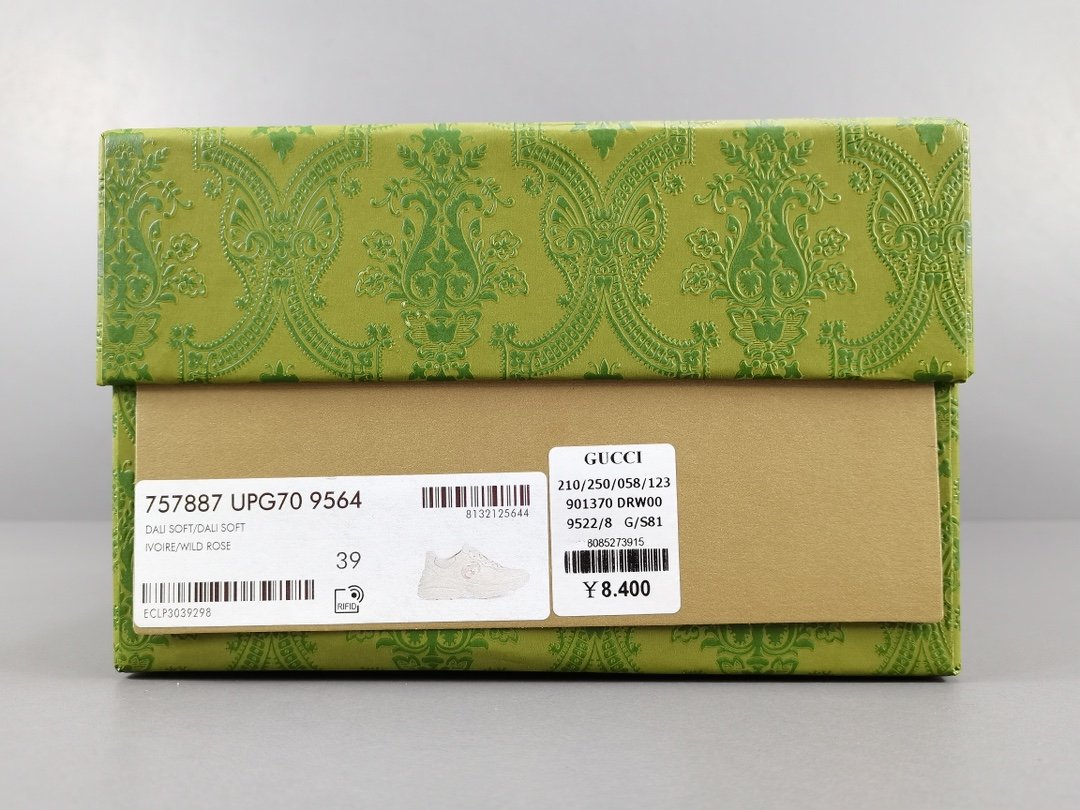 757887 UPG70 9564
DALI SOFT/DALI SOFT
IVOIRE/WILD ROSE
39
8132125644
ECLP3039298
RIFID
GUCCI
210/250/058/123
901370 DRW00
9522/8 G/S81
8085273915
￥8.400